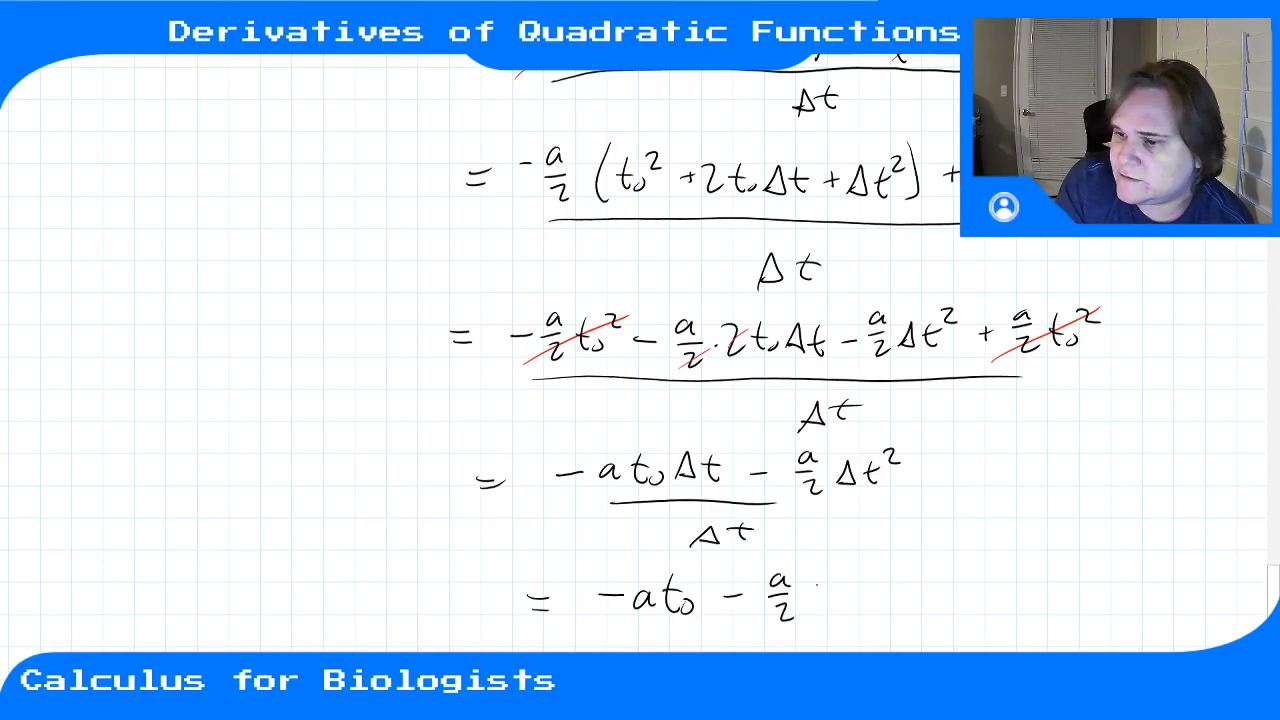 Derivatives of Quadratic Functions
Δt
= -a/2 (t₀² + 2t₀Δt + Δt²) +
Δt
= -a/2 t₀² - a/2 · 2t₀Δt - a/2 Δt² + a/2 t₀²
Δt
= -at₀Δt - a/2 Δt²
Δt
= -at₀ - a/2
Calculus for Biologists